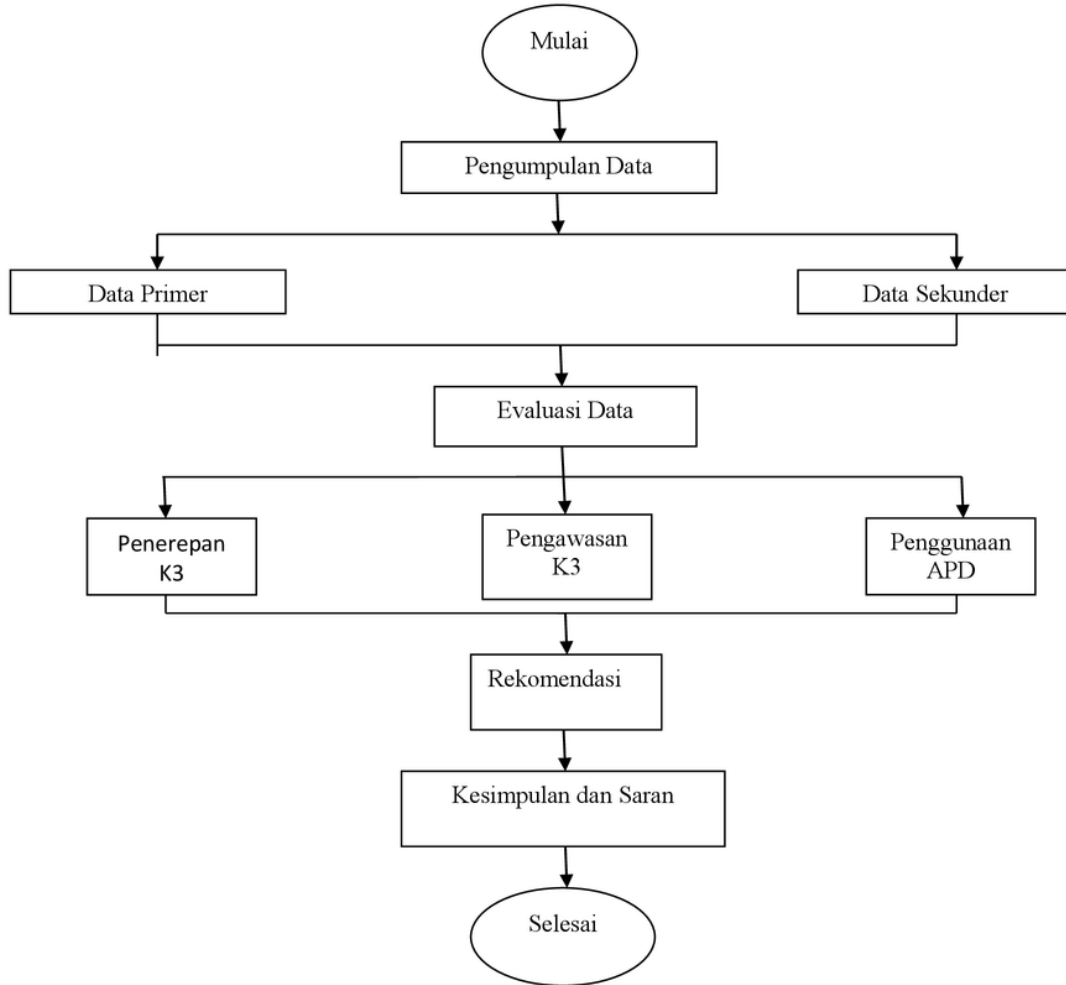 Mulai
Pengumpulan Data
Data Primer
Data Sekunder
Evaluasi Data
Penerepan
K3
Pengawasan
K3
Penggunaan
APD
Rekomendasi
Kesimpulan dan Saran
Selesai